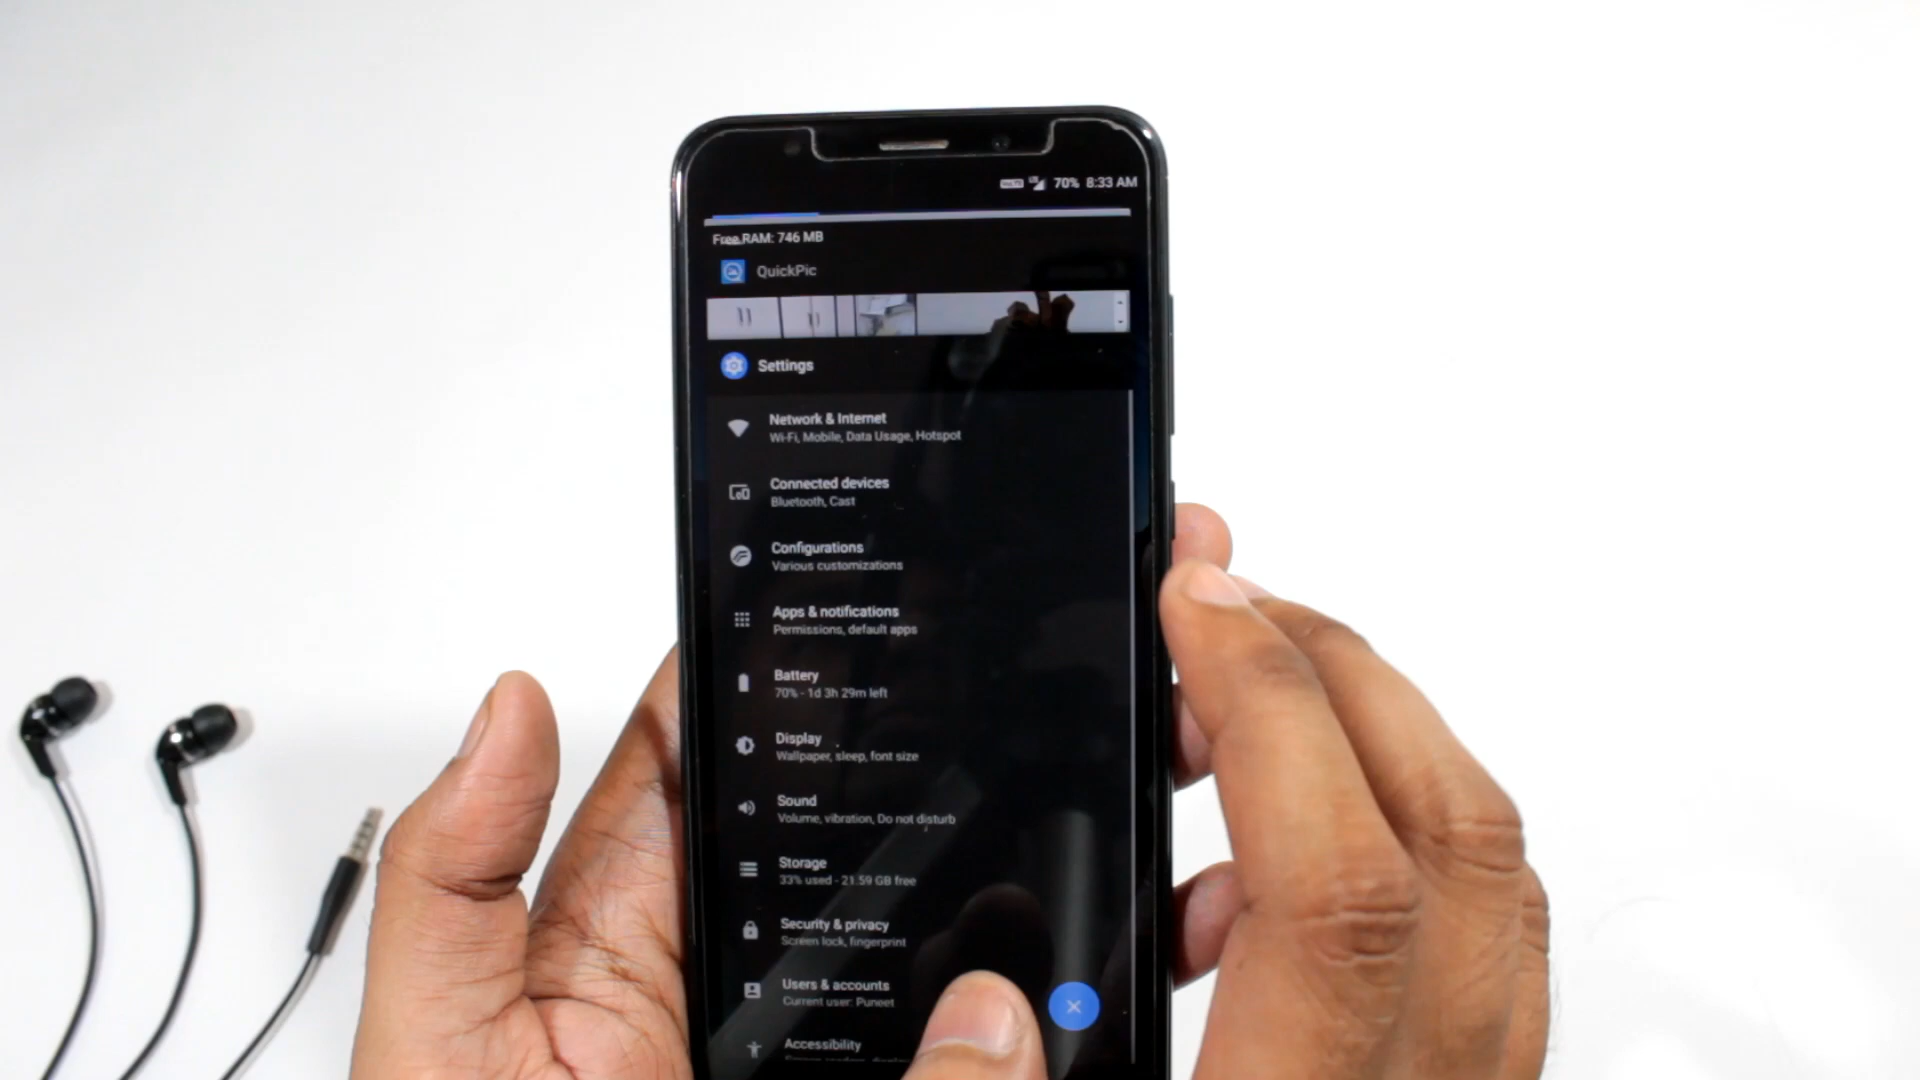 70% 8:33 AM
Free RAM: 746 MB
QuickPic
Settings
Network & Internet
Wi-Fi, Mobile, Data Usage, Hotspot
Connected devices
Bluetooth, Cast
Configurations
Various customizations
Apps & notifications
Permissions, default apps
Battery
70% - 1d 3h 29m left
Display
Wallpaper, sleep, font size
Sound
Volume, vibration, Do not disturb
Storage
33% used - 21.59 GB free
Security & privacy
Screen lock, fingerprint
Users & accounts
Current user: Puneet
Accessibility